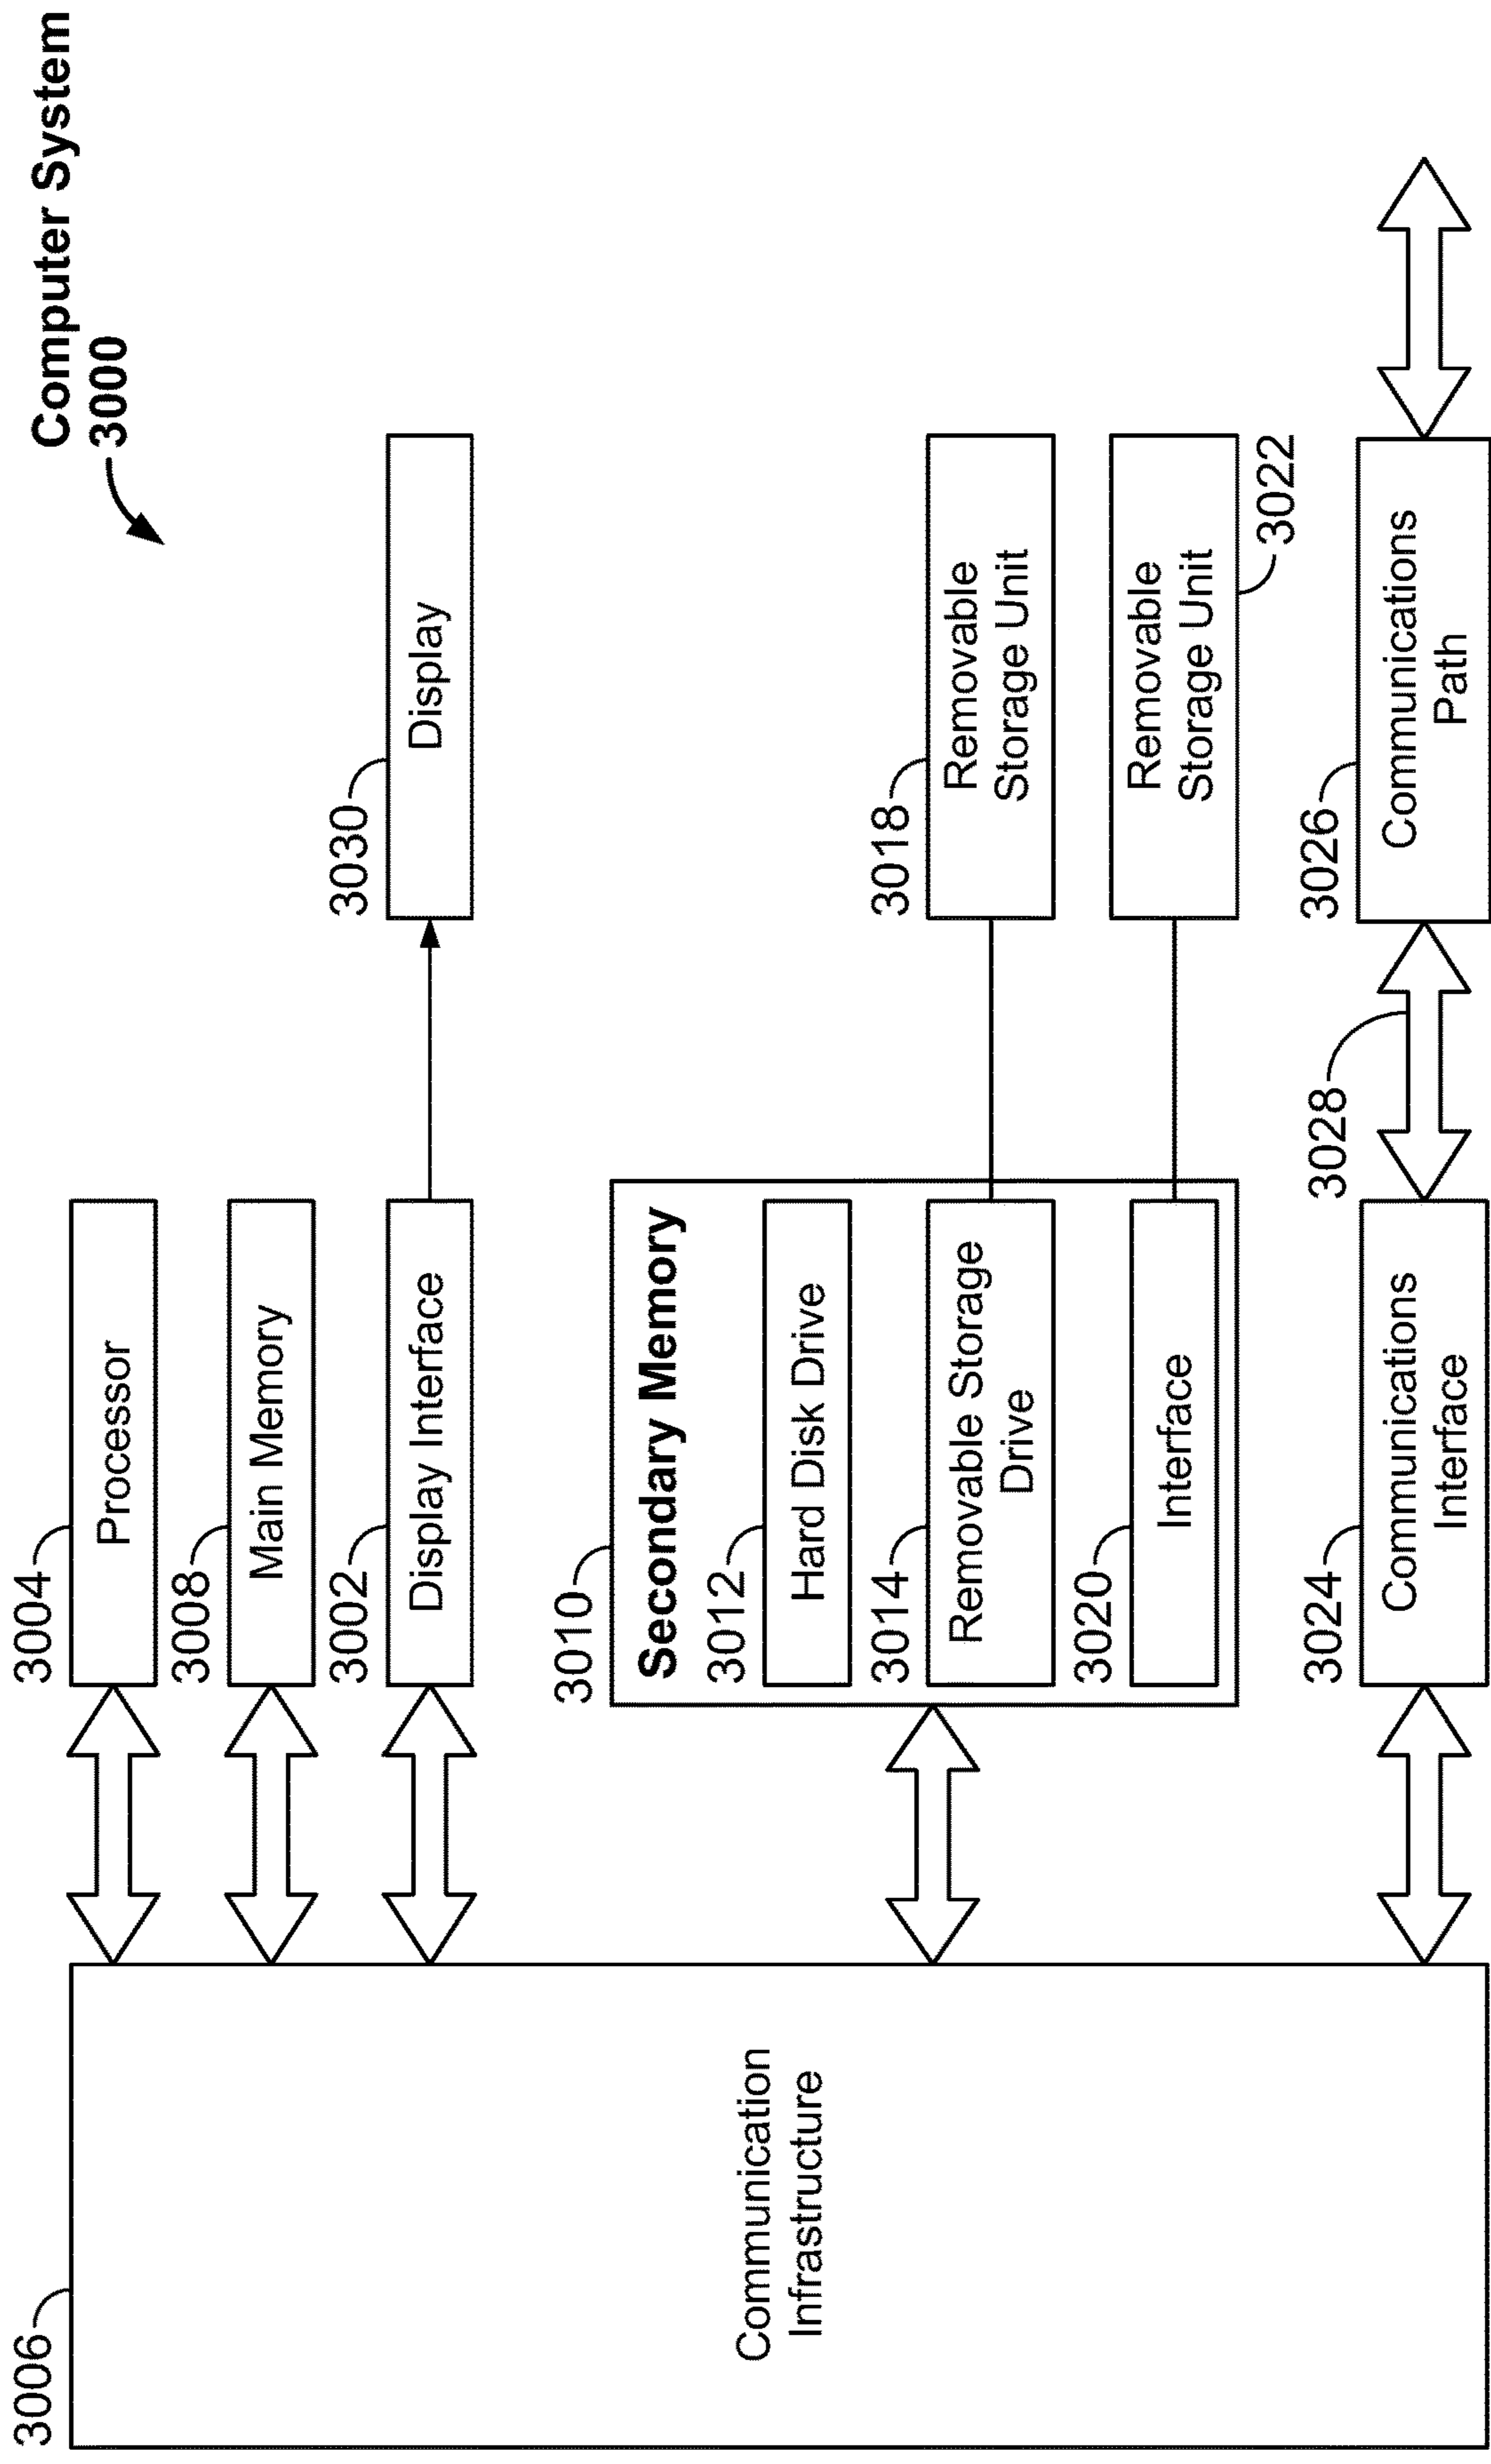 Computer System
3000
3006
Communication
Infrastructure
3004
Processor
3008
Main Memory
3002
Display Interface
3030
Display
3010
Secondary Memory
3012
Hard Disk Drive
3014
Removable Storage
Drive
3018
Removable
Storage Unit
3020
Interface
Removable
Storage Unit
3022
3024
Communications
Interface
3028
3026
Communications
Path